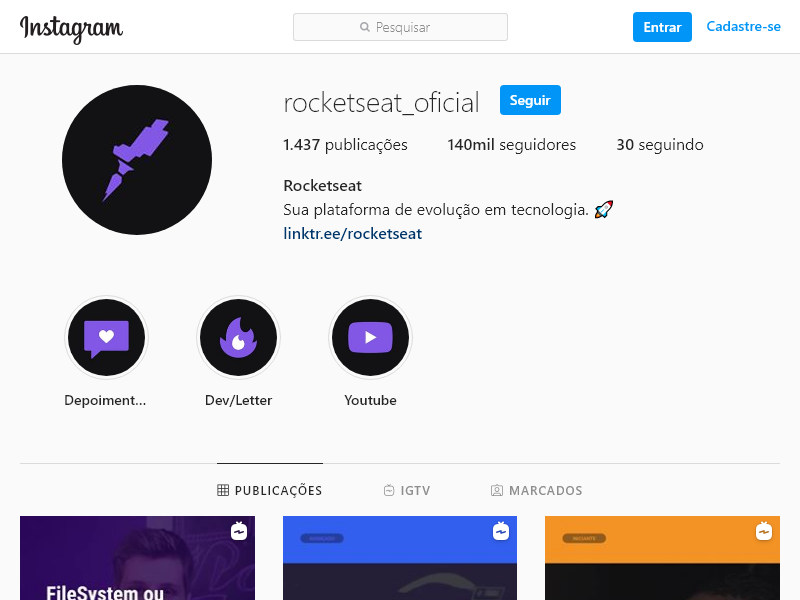 Instagram
Pesquisar
Entrar
Cadastre-se
rocketseat_oficial
Seguir
1.437 publicações 140mil seguidores 30 seguindo
Rocketseat
Sua plataforma de evolução em tecnologia. 🚀
linktr.ee/rocketseat
Depoiment... Dev/Letter Youtube
PUBLICAÇÕES IGTV MARCADOS
FileSystem ou